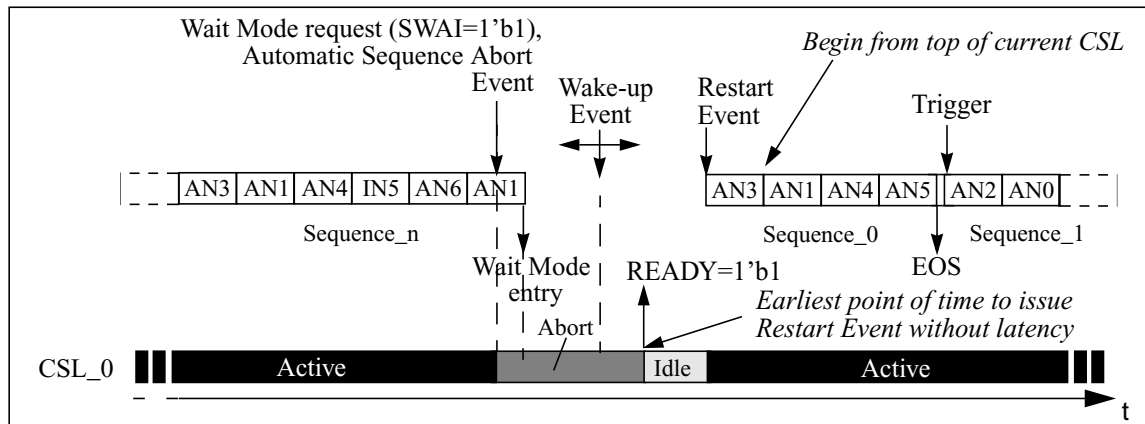 Wait Mode request (SWAI=1’b1),
Automatic Sequence Abort
Event
Wake-up
Event
Restart
Event
Begin from top of current CSL
Trigger
AN3 AN1 AN4 IN5 AN6 AN1
AN3 AN1 AN4 AN5 AN2 AN0
Sequence_n
Sequence_0
Sequence_1
Wait Mode
entry
READY=1’b1
EOS
Earliest point of time to issue
Restart Event without latency
Abort
CSL_0
Active
Idle
Active
t